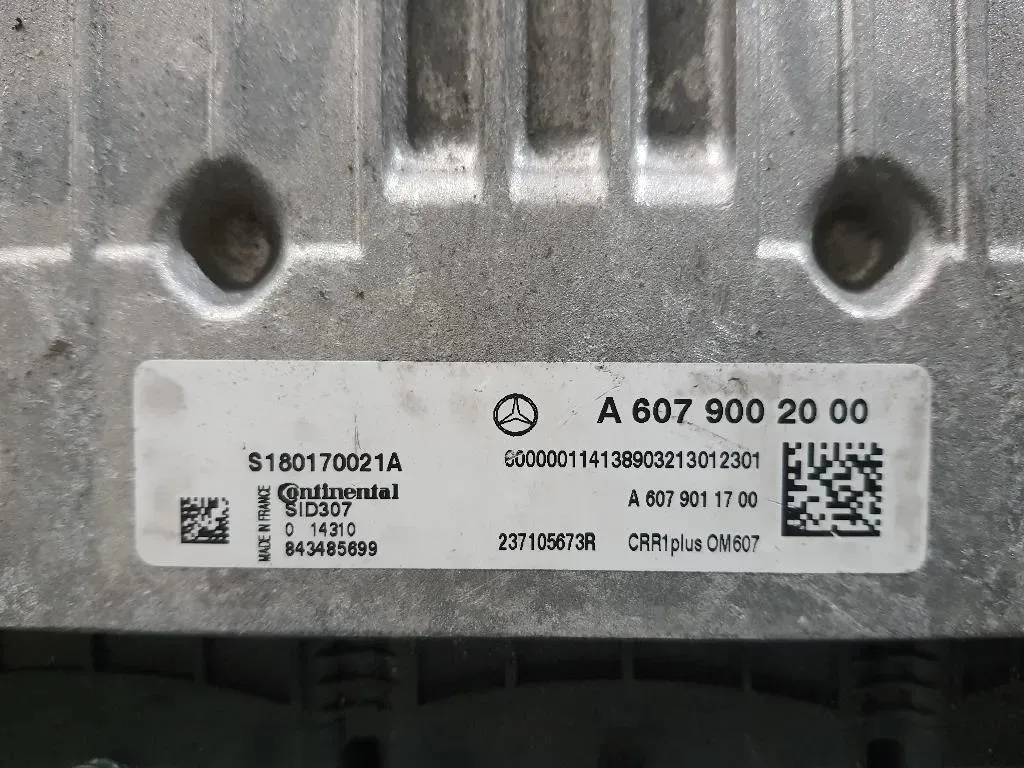 A 607 900 20 00
S180170021A
600000114138903213012301
Continental
A 607 901 17 00
MADE IN FRANCE
SID307
0 14310
843485699
237105673R
CRR1plus OM607